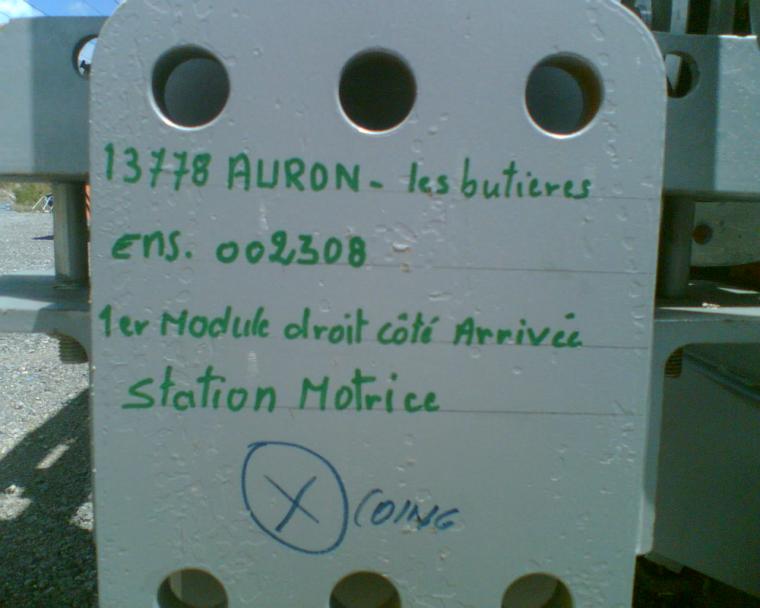 13778 AURON - les butieres
Ens. 002308
1er Module droit côté Arrivée
Station Motrice
X COING